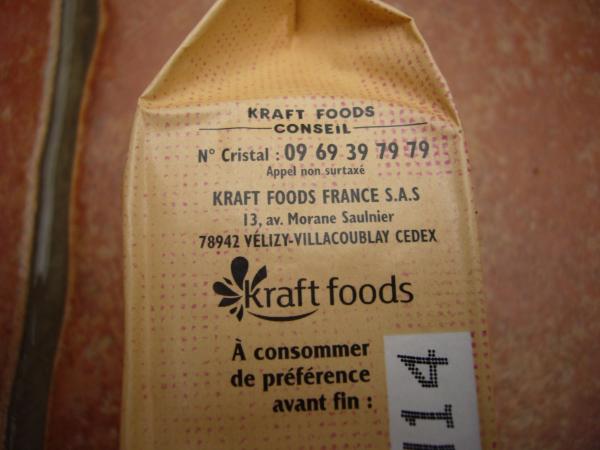 KRAFT FOODS
CONSEIL
N° Cristal : 09 69 39 79 79
Appel non surtaxé
KRAFT FOODS FRANCE S.A.S
13, av. Morane Saulnier
78942 VÉLIZY-VILLACOUBLAY CEDEX
kraft foods
À consommer
de préférence
avant fin :